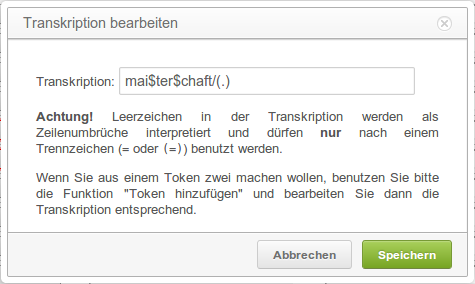 Transkription bearbeiten
Transkription: mai$ter$chaft/(.)
Achtung! Leerzeichen in der Transkription werden als
Zeilenumbrüche interpretiert und dürfen nur nach einem
Trennzeichen (= oder (=)) benutzt werden.
Wenn Sie aus einem Token zwei machen wollen, benutzen Sie bitte
die Funktion "Token hinzufügen" und bearbeiten Sie dann die
Transkription entsprechend.
Abbrechen Speichern